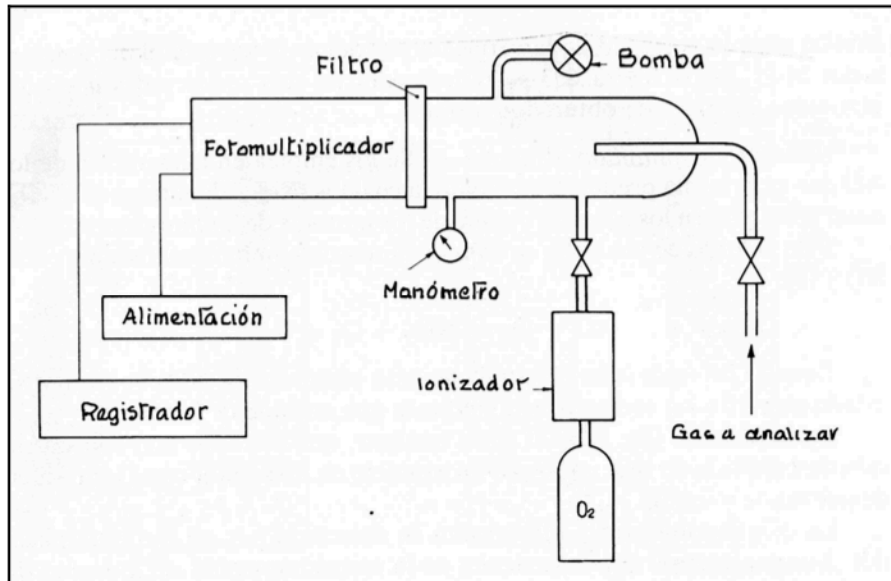 Filtro
Bomba
Fotomultiplicador
Manómetro
Alimentación
Ionizador
Registrador
Gas a analizar
O₂